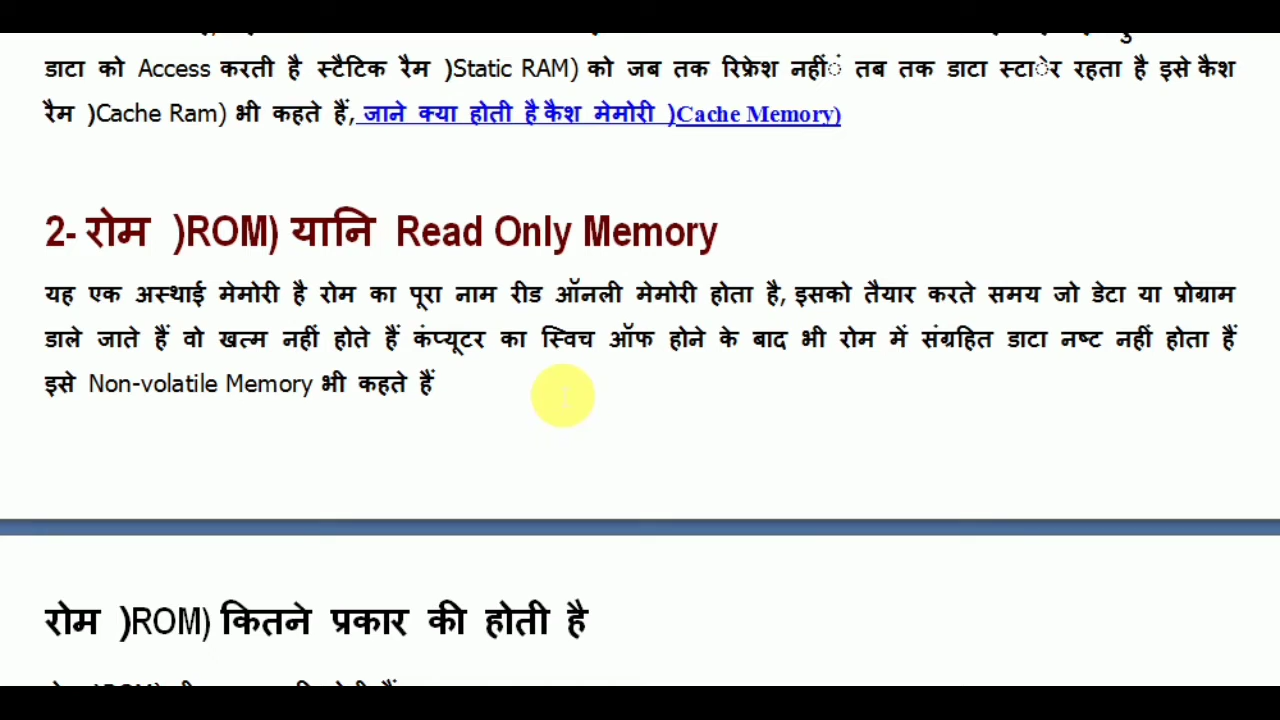 डाटा को Access करती है स्टैटिक रैम )Static RAM) को जब तक रिफ्रेश नहींं तब तक डाटा स्टाेर रहता है इसे कैश
रैम )Cache Ram) भी कहते हैं, जाने क्या होती है कैश मेमोरी )Cache Memory)
2- रोम )ROM) यानि Read Only Memory
यह एक अस्थाई मेमोरी है रोम का पूरा नाम रीड ऑनली मेमोरी होता है, इसको तैयार करते समय जो डेटा या प्रोग्राम
डाले जाते हैं वो खत्म नहीं होते हैं कंप्यूटर का स्विच ऑफ होने के बाद भी रोम में संग्रहित डाटा नष्ट नहीं होता हैं
इसे Non-volatile Memory भी कहते हैं
रोम )ROM) कितने प्रकार की होती है